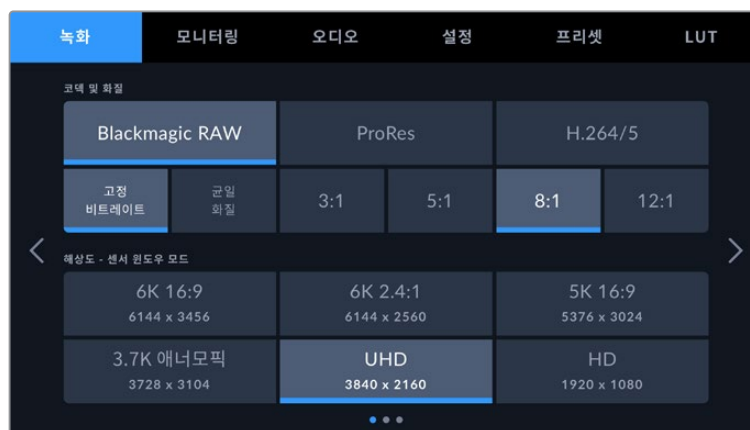 녹화 모니터링 오디오 설정 프리셋 LUT
코덱 및 화질
Blackmagic RAW ProRes H.264/5
고정 비트레이트 균일 화질 3:1 5:1 8:1 12:1
해상도 - 센서 윈도우 모드
6K 16:9 6K 2.4:1 5K 16:9
6144 x 3456 6144 x 2560 5376 x 3024
3.7K 애너모픽 UHD HD
3728 x 3104 3840 x 2160 1920 x 1080